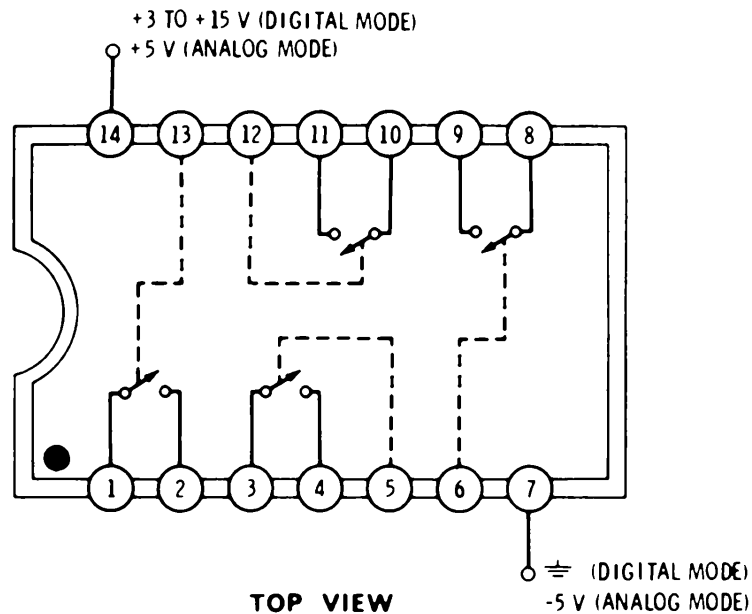 +3 TO +15 V (DIGITAL MODE)
+5 V (ANALOG MODE)
14 13 12 11 10 9 8
1 2 3 4 5 6 7
(DIGITAL MODE)
-5 V (ANALOG MODE)
TOP VIEW